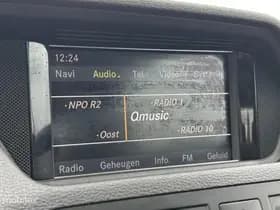 12:24
Navi Audio Tel Video System
·NPO R2 ·RADIO 1
Qmusic
·Oost ·RADIO 10
Radio Geheugen Info FM Geluid